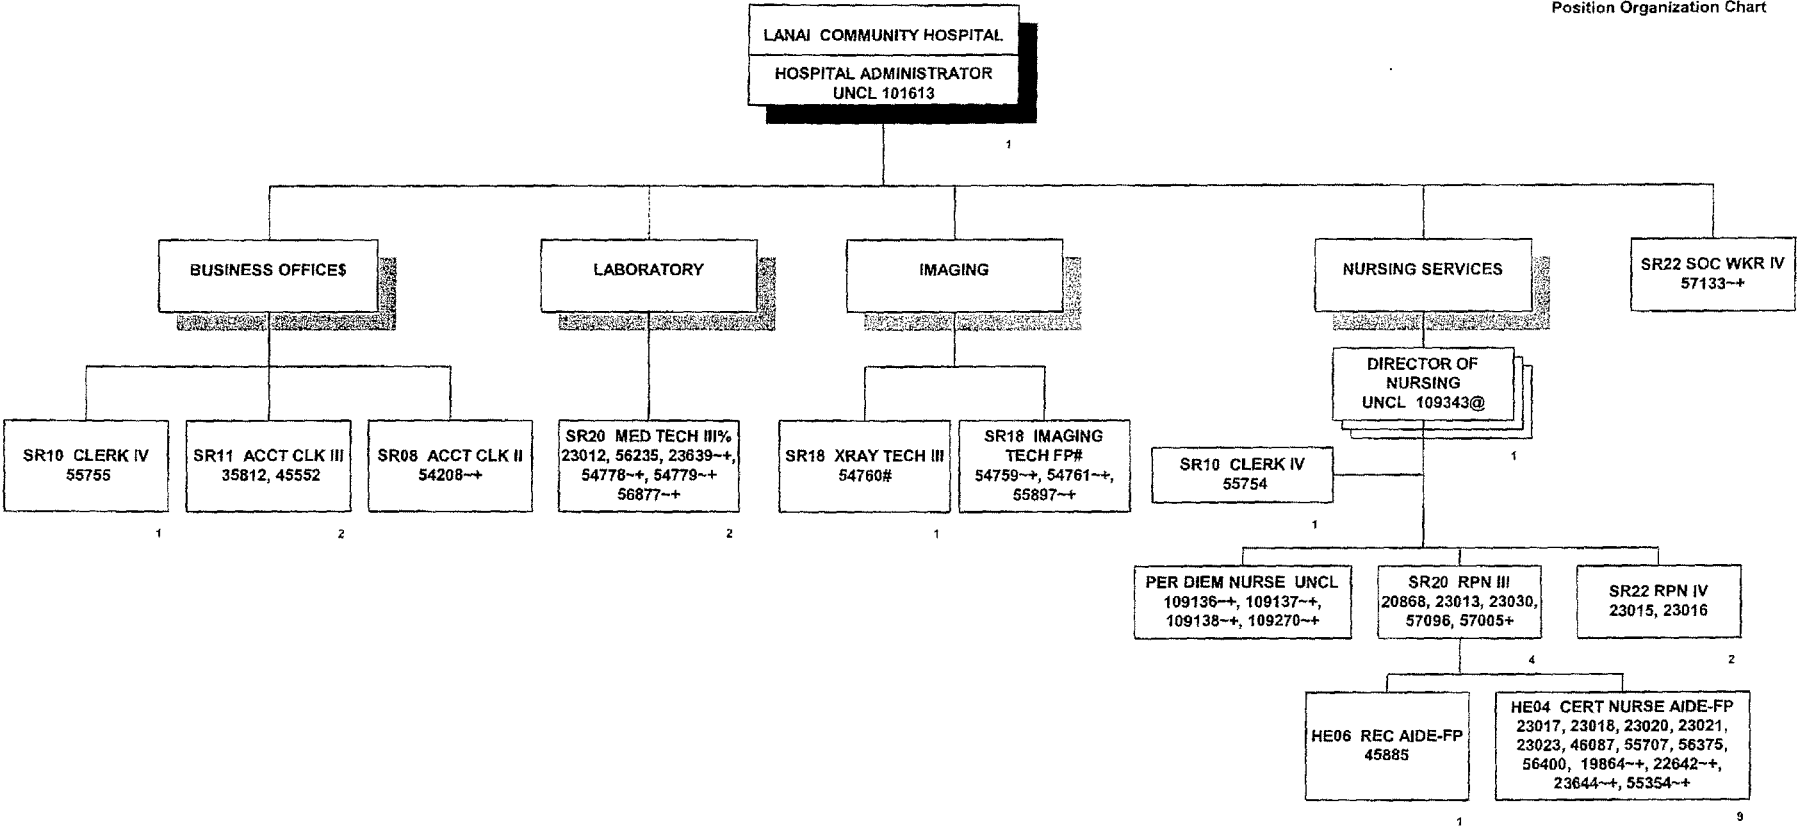 Position Organization Chart
LANAI COMMUNITY HOSPITAL
HOSPITAL ADMINISTRATOR
UNCL 101613
1
BUSINESS OFFICE$
LABORATORY
IMAGING
NURSING SERVICES
SR22 SOC WKR IV
57133~+
DIRECTOR OF
NURSING
UNCL 109343@
1
SR10 CLERK IV
55755
1
SR11 ACCT CLK III
35812, 45552
2
SR08 ACCT CLK II
54208~+
SR20 MED TECH III%
23012, 56235, 23639~+,
54778~+, 54779~+
56877~+
2
SR18 XRAY TECH III
54760#
1
SR18 IMAGING
TECH FP#
54759~+, 54761~+,
55897~+
SR10 CLERK IV
55754
1
PER DIEM NURSE UNCL
109136~+, 109137~+,
109138~+, 109270~+
SR20 RPN III
20868, 23013, 23030,
57096, 57005+
4
SR22 RPN IV
23015, 23016
2
HE06 REC AIDE-FP
45885
1
HE04 CERT NURSE AIDE-FP
23017, 23018, 23020, 23021,
23023, 46087, 55707, 56375,
56400, 19864~+, 22642~+,
23644~+, 55354~+
9